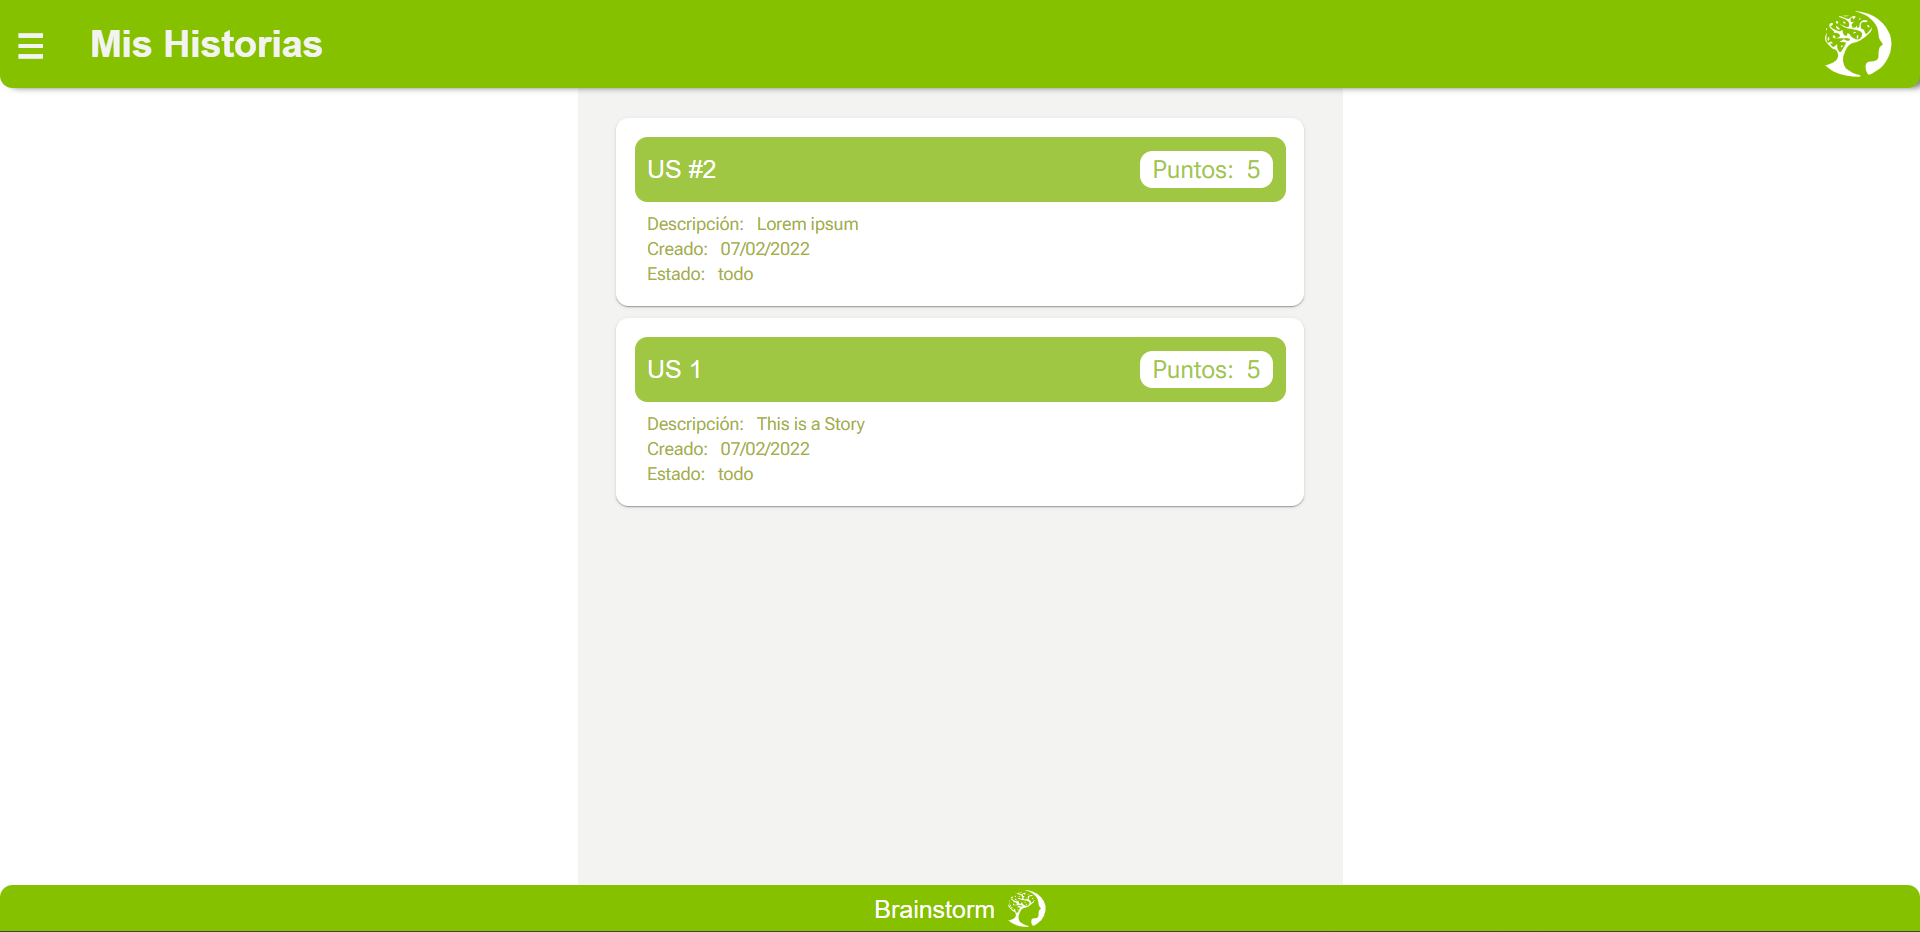 Mis Historias
US #2
Puntos: 5
Descripción: Lorem ipsum
Creado: 07/02/2022
Estado: todo
US 1
Puntos: 5
Descripción: This is a Story
Creado: 07/02/2022
Estado: todo
Brainstorm